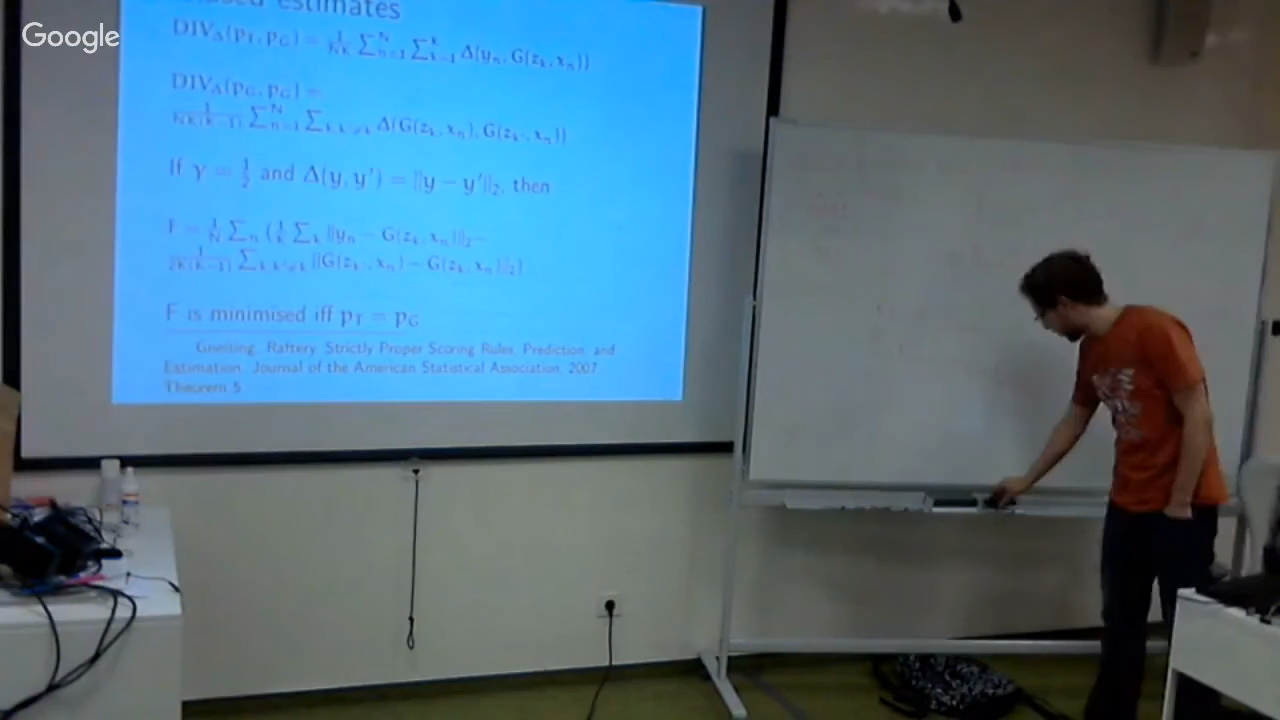 Google
estimates
DIV_Δ(p_T, p_G) = 1/NK ∑_{n=1}^N ∑_{k=1}^K Δ(y_n, G(z_k, x_n))
DIV_Δ(p_G, p_G) =
1/NK(K−1) ∑_{n=1}^N ∑_{k,k'≠k} Δ(G(z_k, x_n), G(z_k', x_n))
If γ = 1/2 and Δ(y, y') = ||y − y'||_2, then
F = 1/N ∑_n (1/K ∑_k ||y_n − G(z_k, x_n)||_2−
1/2K(K−1) ∑_{k,k'≠k} ||G(z_k', x_n) − G(z_k, x_n)||_2)
F is minimised iff p_T = p_G
Gneiting, Raftery. Strictly Proper Scoring Rules, Prediction, and
Estimation. Journal of the American Statistical Association, 2007
Theorem 5